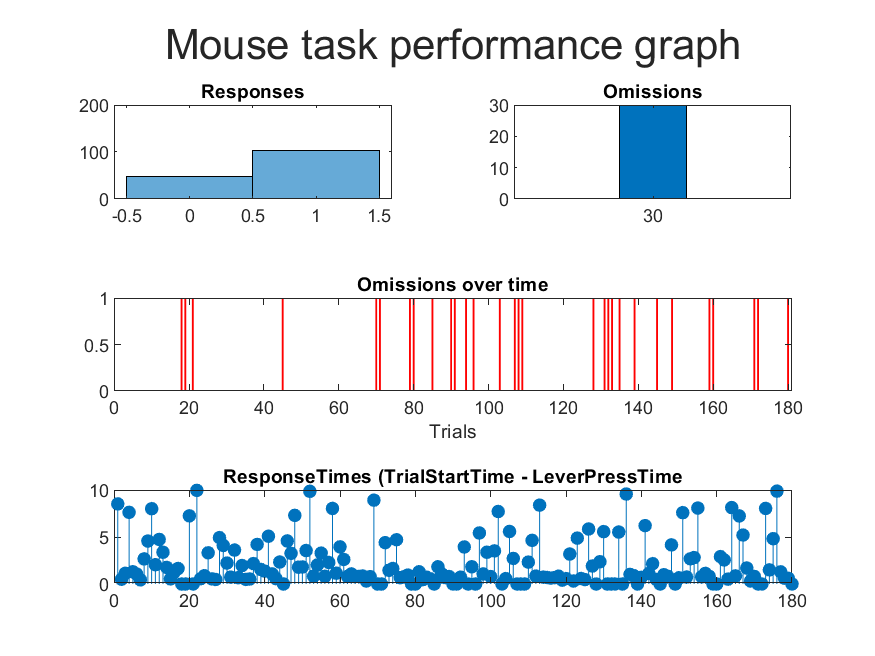 Mouse task performance graph
Responses
200
100
0
-0.5 0 0.5 1 1.5
Omissions
30
20
10
0
30
Omissions over time
1
0.5
0
0 20 40 60 80 100 120 140 160 180
Trials
ResponseTimes (TrialStartTime - LeverPressTime
10
5
0
0 20 40 60 80 100 120 140 160 180